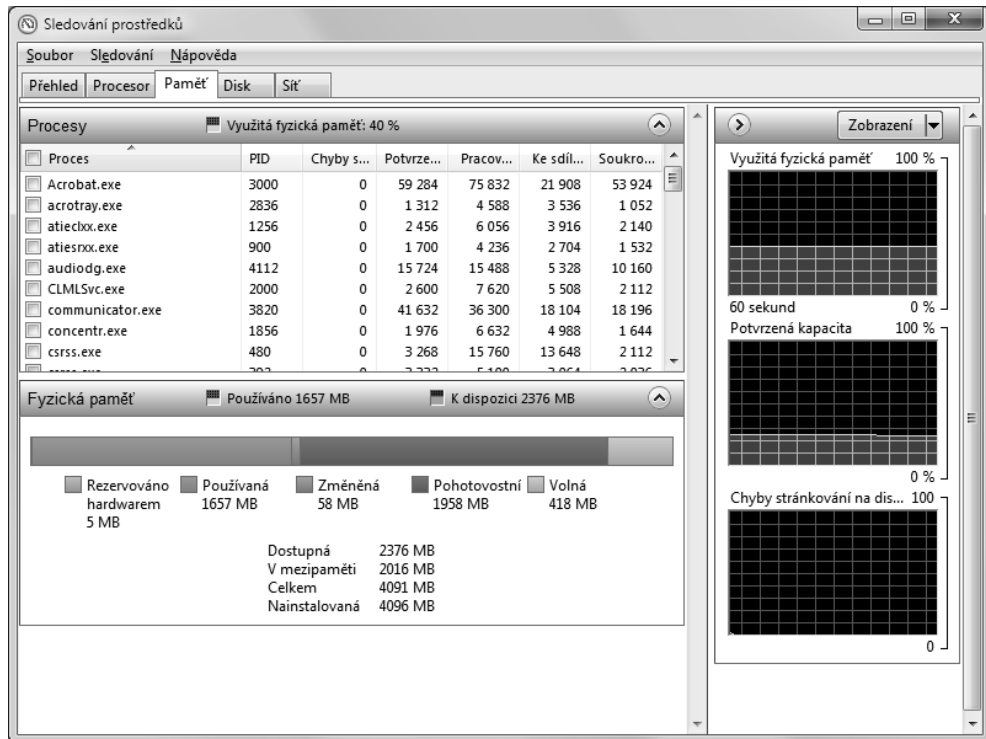 Sledování prostředků
Soubor Sledování Nápověda
Přehled Procesor Paměť Disk Síť
Procesy Využitá fyzická paměť: 40 %
Proces PID Chyby s... Potvrze... Pracov... Ke sdíl... Soukro...
Acrobat.exe 3000 0 59 284 75 832 21 908 53 924
acrotray.exe 2836 0 1 312 4 588 3 536 1 052
atieclxx.exe 1256 0 2 456 6 056 3 916 2 140
atiesrxx.exe 900 0 1 700 4 236 2 704 1 532
audiodg.exe 4112 0 15 724 15 488 5 328 10 160
CLMLSvc.exe 2000 0 2 600 7 620 5 508 2 112
communicator.exe 3820 0 41 632 36 300 18 104 18 196
concentr.exe 1856 0 1 976 6 632 4 988 1 644
csrss.exe 480 0 3 268 15 760 13 648 2 112
Fyzická paměť Používáno 1657 MB K dispozici 2376 MB
Rezervováno Používaná Změněná Pohotovostní Volná
hardwarem 1657 MB 58 MB 1958 MB 418 MB
5 MB
Dostupná 2376 MB
V mezipaměti 2016 MB
Celkem 4091 MB
Nainstalovaná 4096 MB
Zobrazení
Využitá fyzická paměť 100 %
60 sekund 0 %
Potvrzená kapacita 100 %
0 %
Chyby stránkování na dis... 100
0